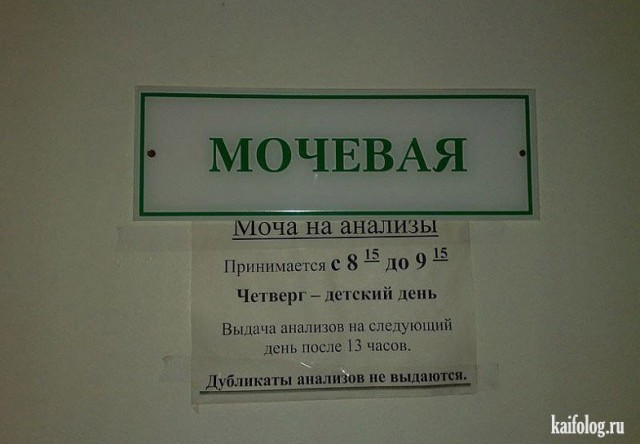 МОЧЕВАЯ
Моча на анализы
Принимается с 8 15 до 9 15
Четверг – детский день
Выдача анализов на следующий
день после 13 часов.
Дубликаты анализов не выдаются.
kaifolog.ru